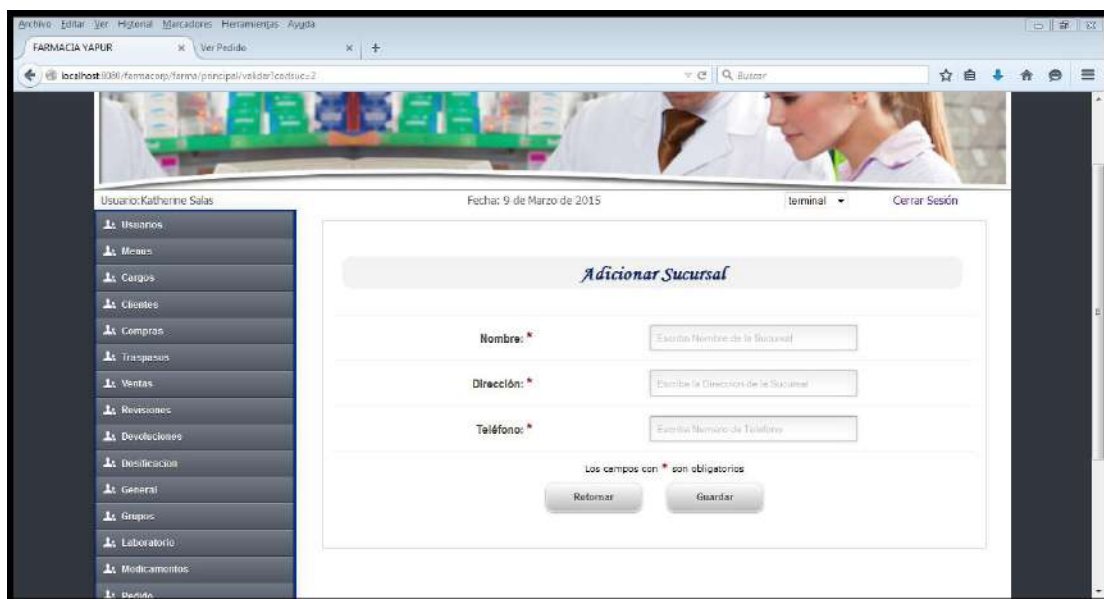 Archivo Editar Ver Historial Marcadores Herramientas Ayuda
FARMACIA YAPUR
Ver Pedido
localhost:8080/farmacorp/farma/principal/validar?codsuc=2
Buscar
Usuario:Katherine Salas
Fecha: 9 de Marzo de 2015
terminal
Cerrar Sesión
Usuarios
Menus
Cargos
Clientes
Compras
Traspasos
Ventas
Revisiones
Devoluciones
Dosificacion
General
Grupos
Laboratorio
Medicamentos
Pedido
Adicionar Sucursal
Nombre: *
Escriba Nombre de la Sucursal
Dirección: *
Escriba la Direccion de la Sucursal
Teléfono: *
Escriba Numero de Telefono
Los campos con * son obligatorios
Retornar
Guardar